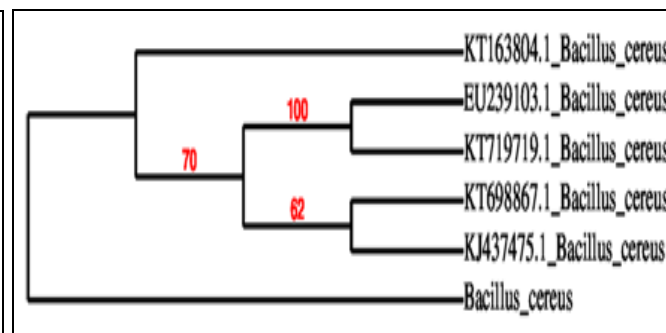 KT163804.1_Bacillus_cereus
EU239103.1_Bacillus_cereus
100
KT719719.1_Bacillus_cereus
70
KT698867.1_Bacillus_cereus
62
KJ437475.1_Bacillus_cereus
Bacillus_cereus